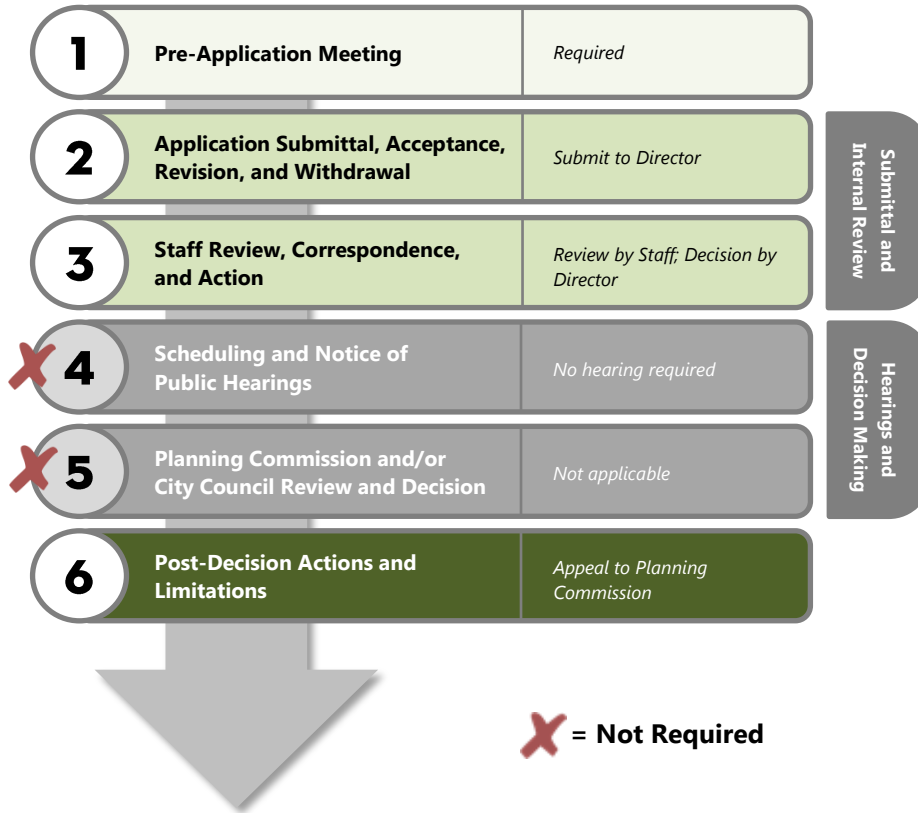 1
Pre-Application Meeting
Required
2
Application Submittal, Acceptance,
Revision, and Withdrawal
Submit to Director
3
Staff Review, Correspondence,
and Action
Review by Staff; Decision by
Director
Submittal and
Internal Review
4
Scheduling and Notice of
Public Hearings
No hearing required
5
Planning Commission and/or
City Council Review and Decision
Not applicable
Hearings and
Decision Making
6
Post-Decision Actions and
Limitations
Appeal to Planning
Commission
= Not Required